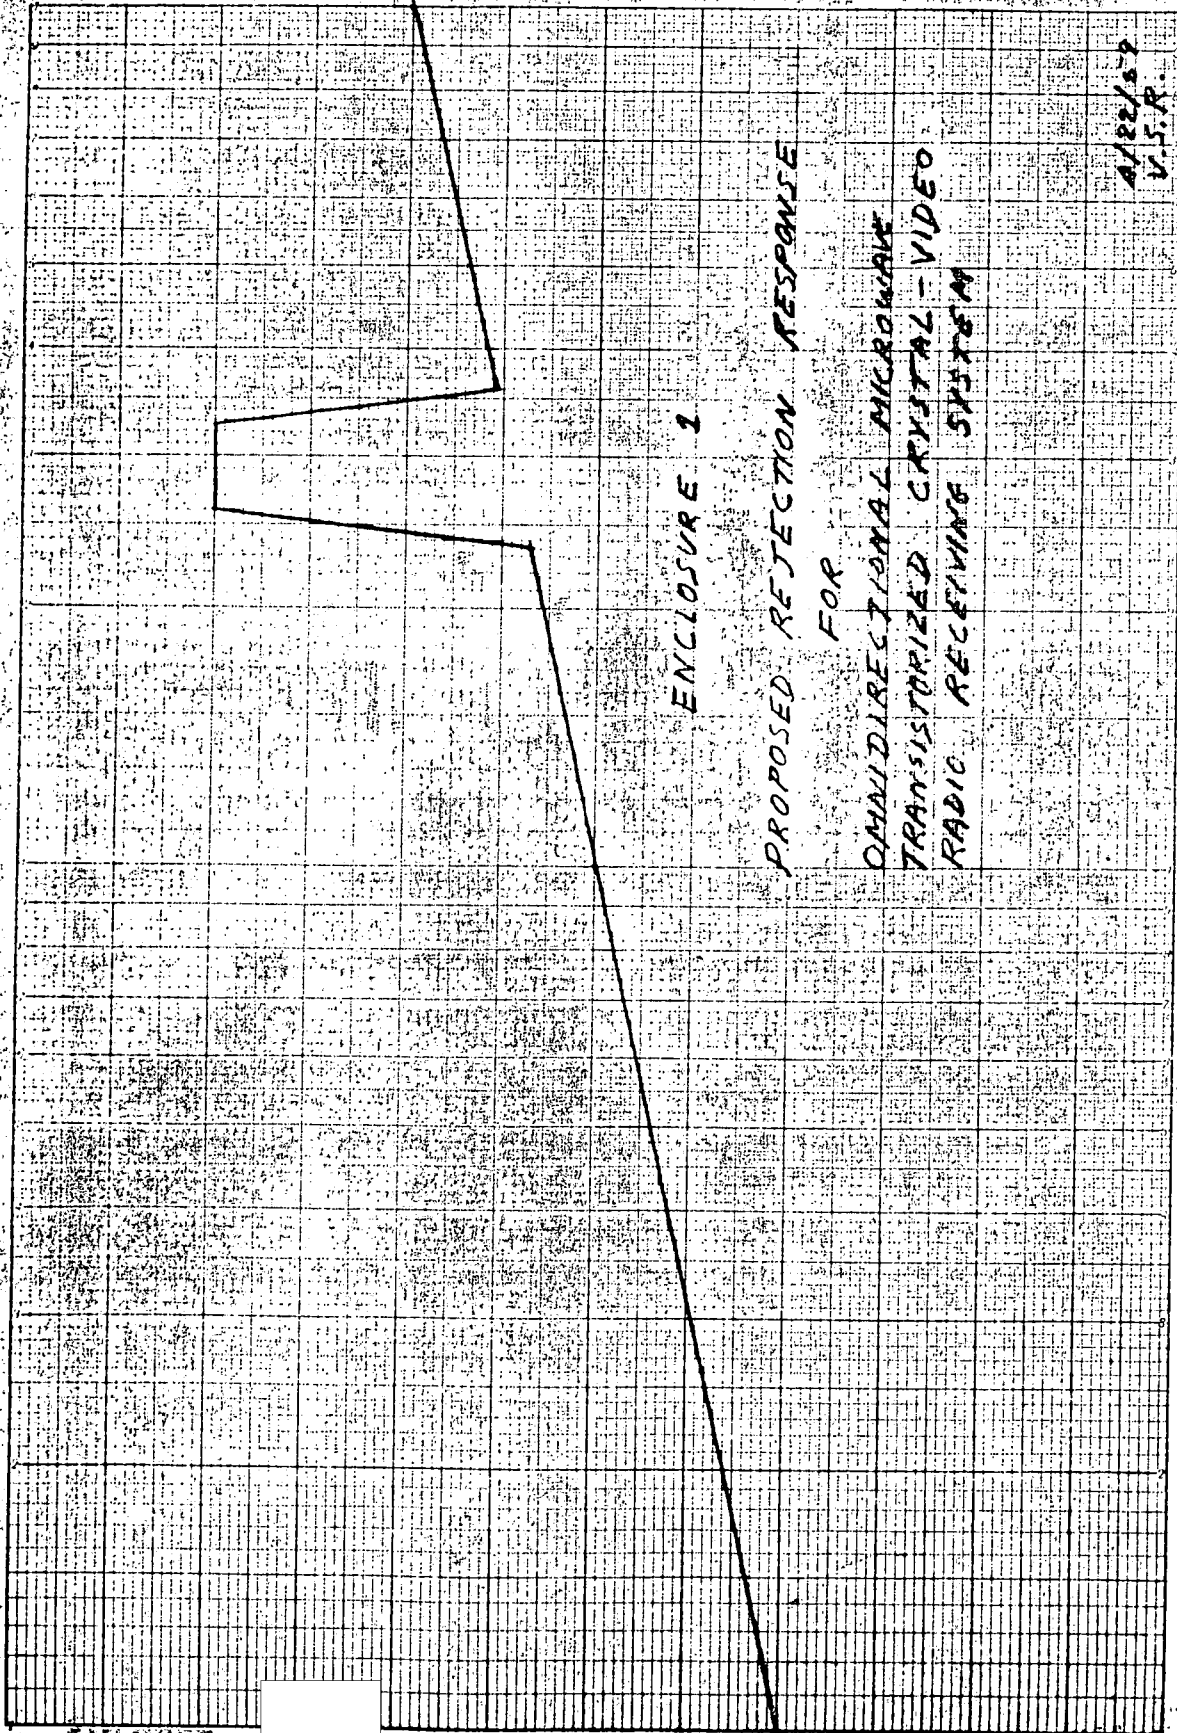 ENCLOSURE 1
PROPOSED REJECTION RESPONSE
FOR
OMNIDIRECTIONAL MICROWAVE
TRANSISTORIZED CRYSTAL-VIDEO
RADIO RECEIVING SYSTEM
V.S.R.